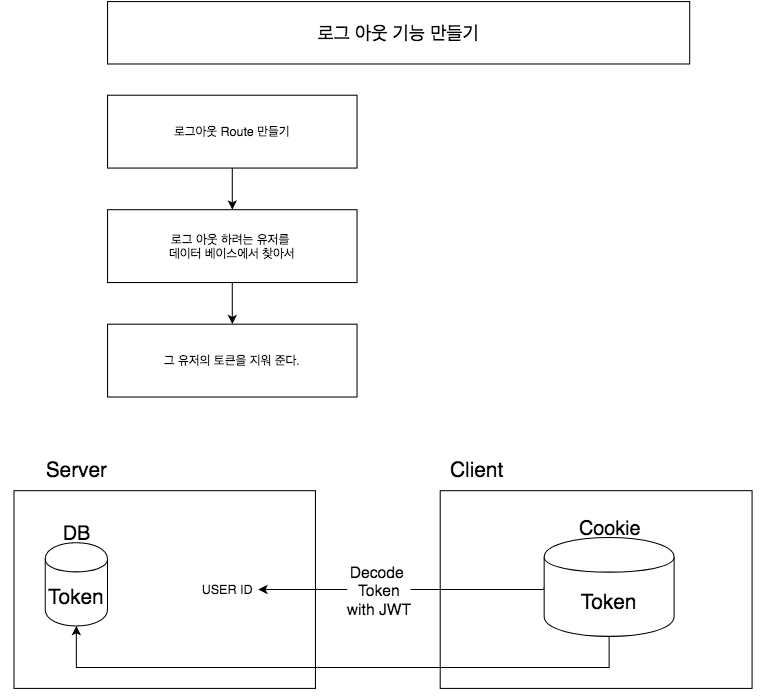 로그 아웃 기능 만들기
로그아웃 Route 만들기
로그 아웃 하려는 유저를
데이터 베이스에서 찾아서
그 유저의 토큰을 지워 준다.
Server
Client
DB
Token
USER ID
Decode
Token
with JWT
Cookie
Token